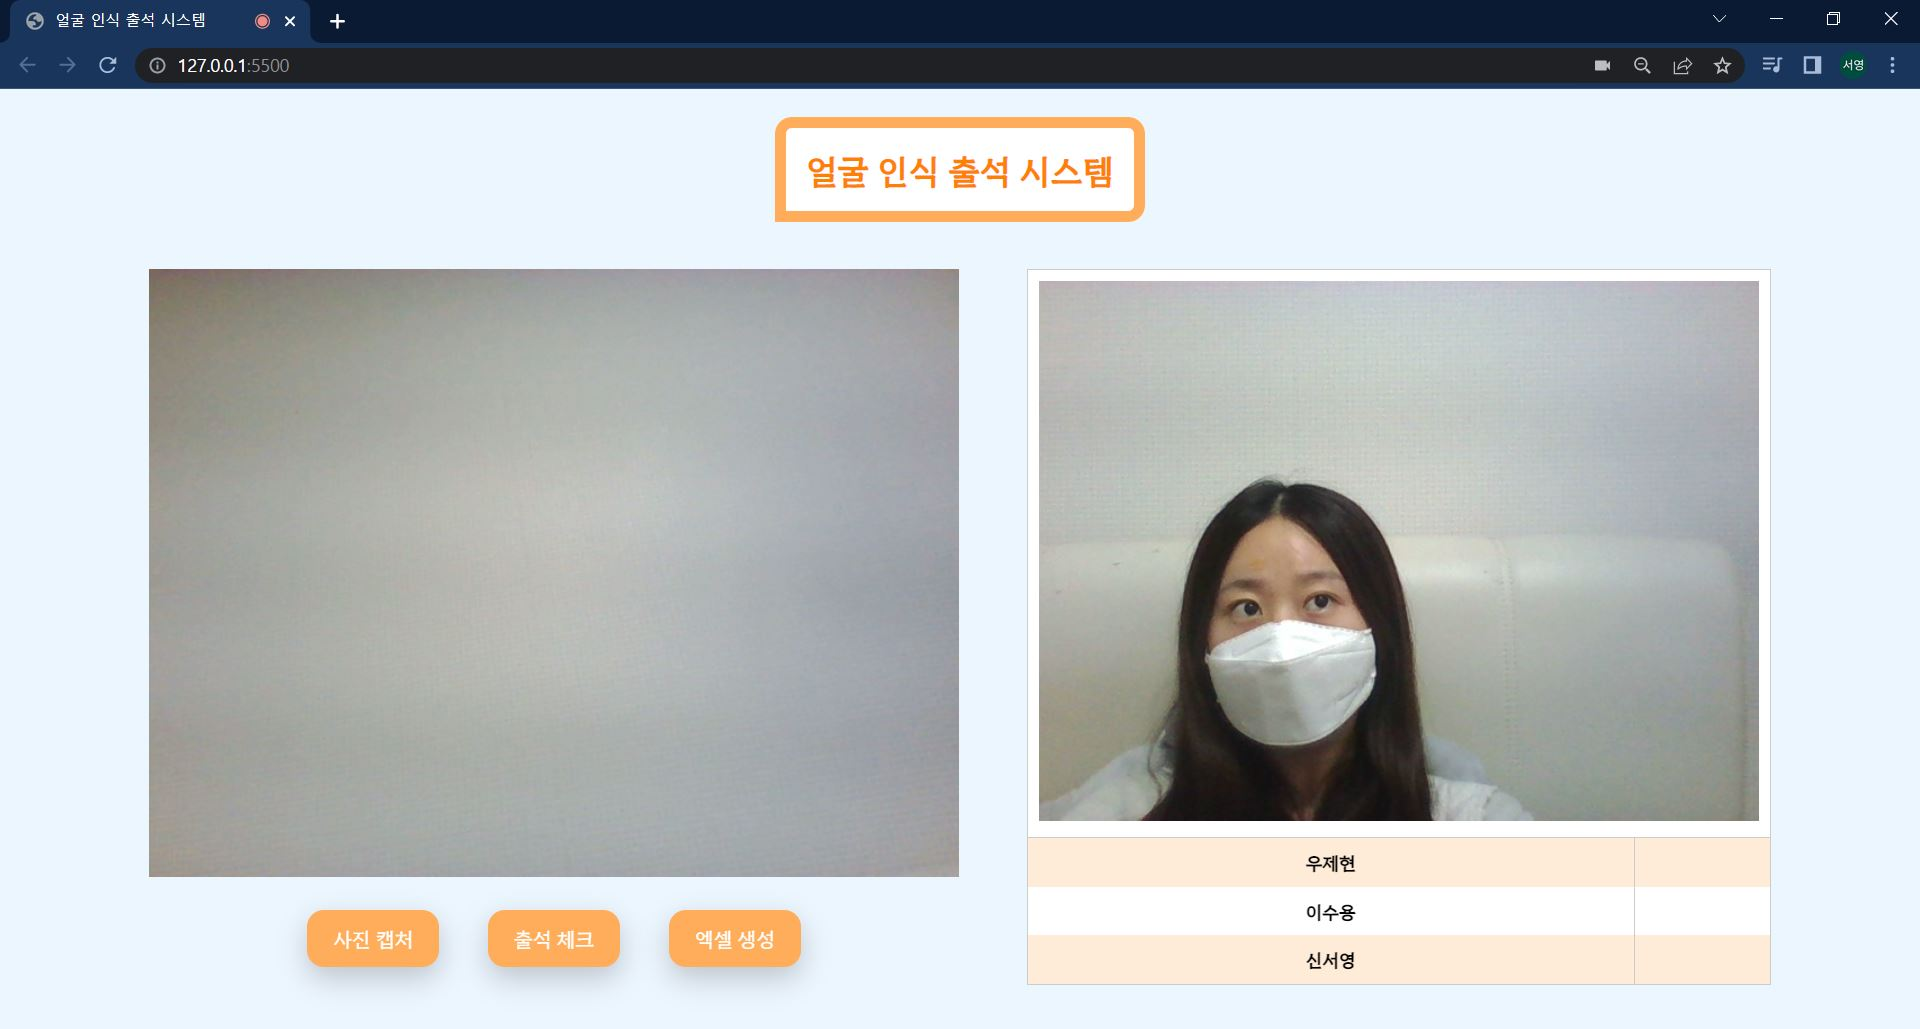 얼굴 인식 출석 시스템
127.0.0.1:5500
서영
얼굴 인식 출석 시스템
사진 캡처
출석 체크
엑셀 생성
우제현
이수용
신서영